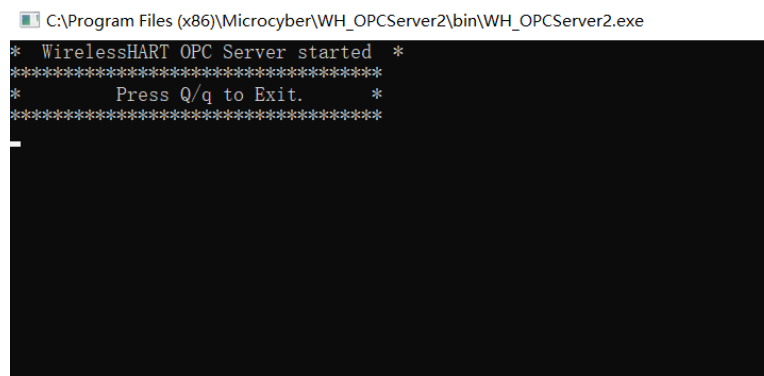 C:\Program Files (x86)\Microcyber\WH_OPCServer2\bin\WH_OPCServer2.exe
*  WirelessHART OPC Server started  *
***********************************
*         Press Q/q to Exit.      *
***********************************